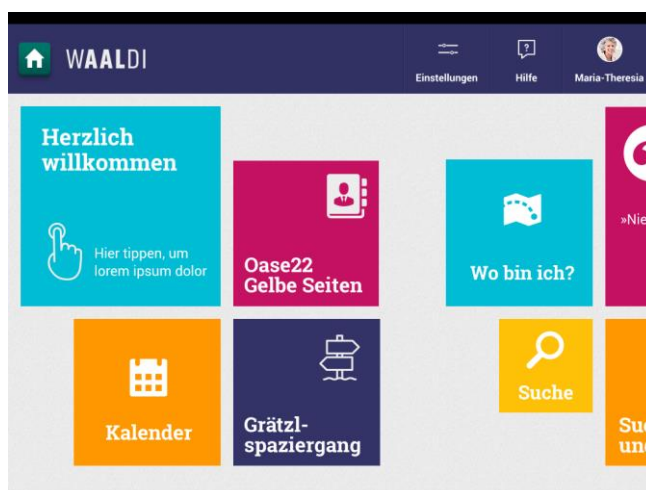 WAALDI
Einstellungen
Hilfe
Maria-Theresia
Herzlich
willkommen
Hier tippen, um
lorem ipsum dolor
Oase22
Gelbe Seiten
Wo bin ich?
»Nie
Kalender
Grätzl-
spaziergang
Suche